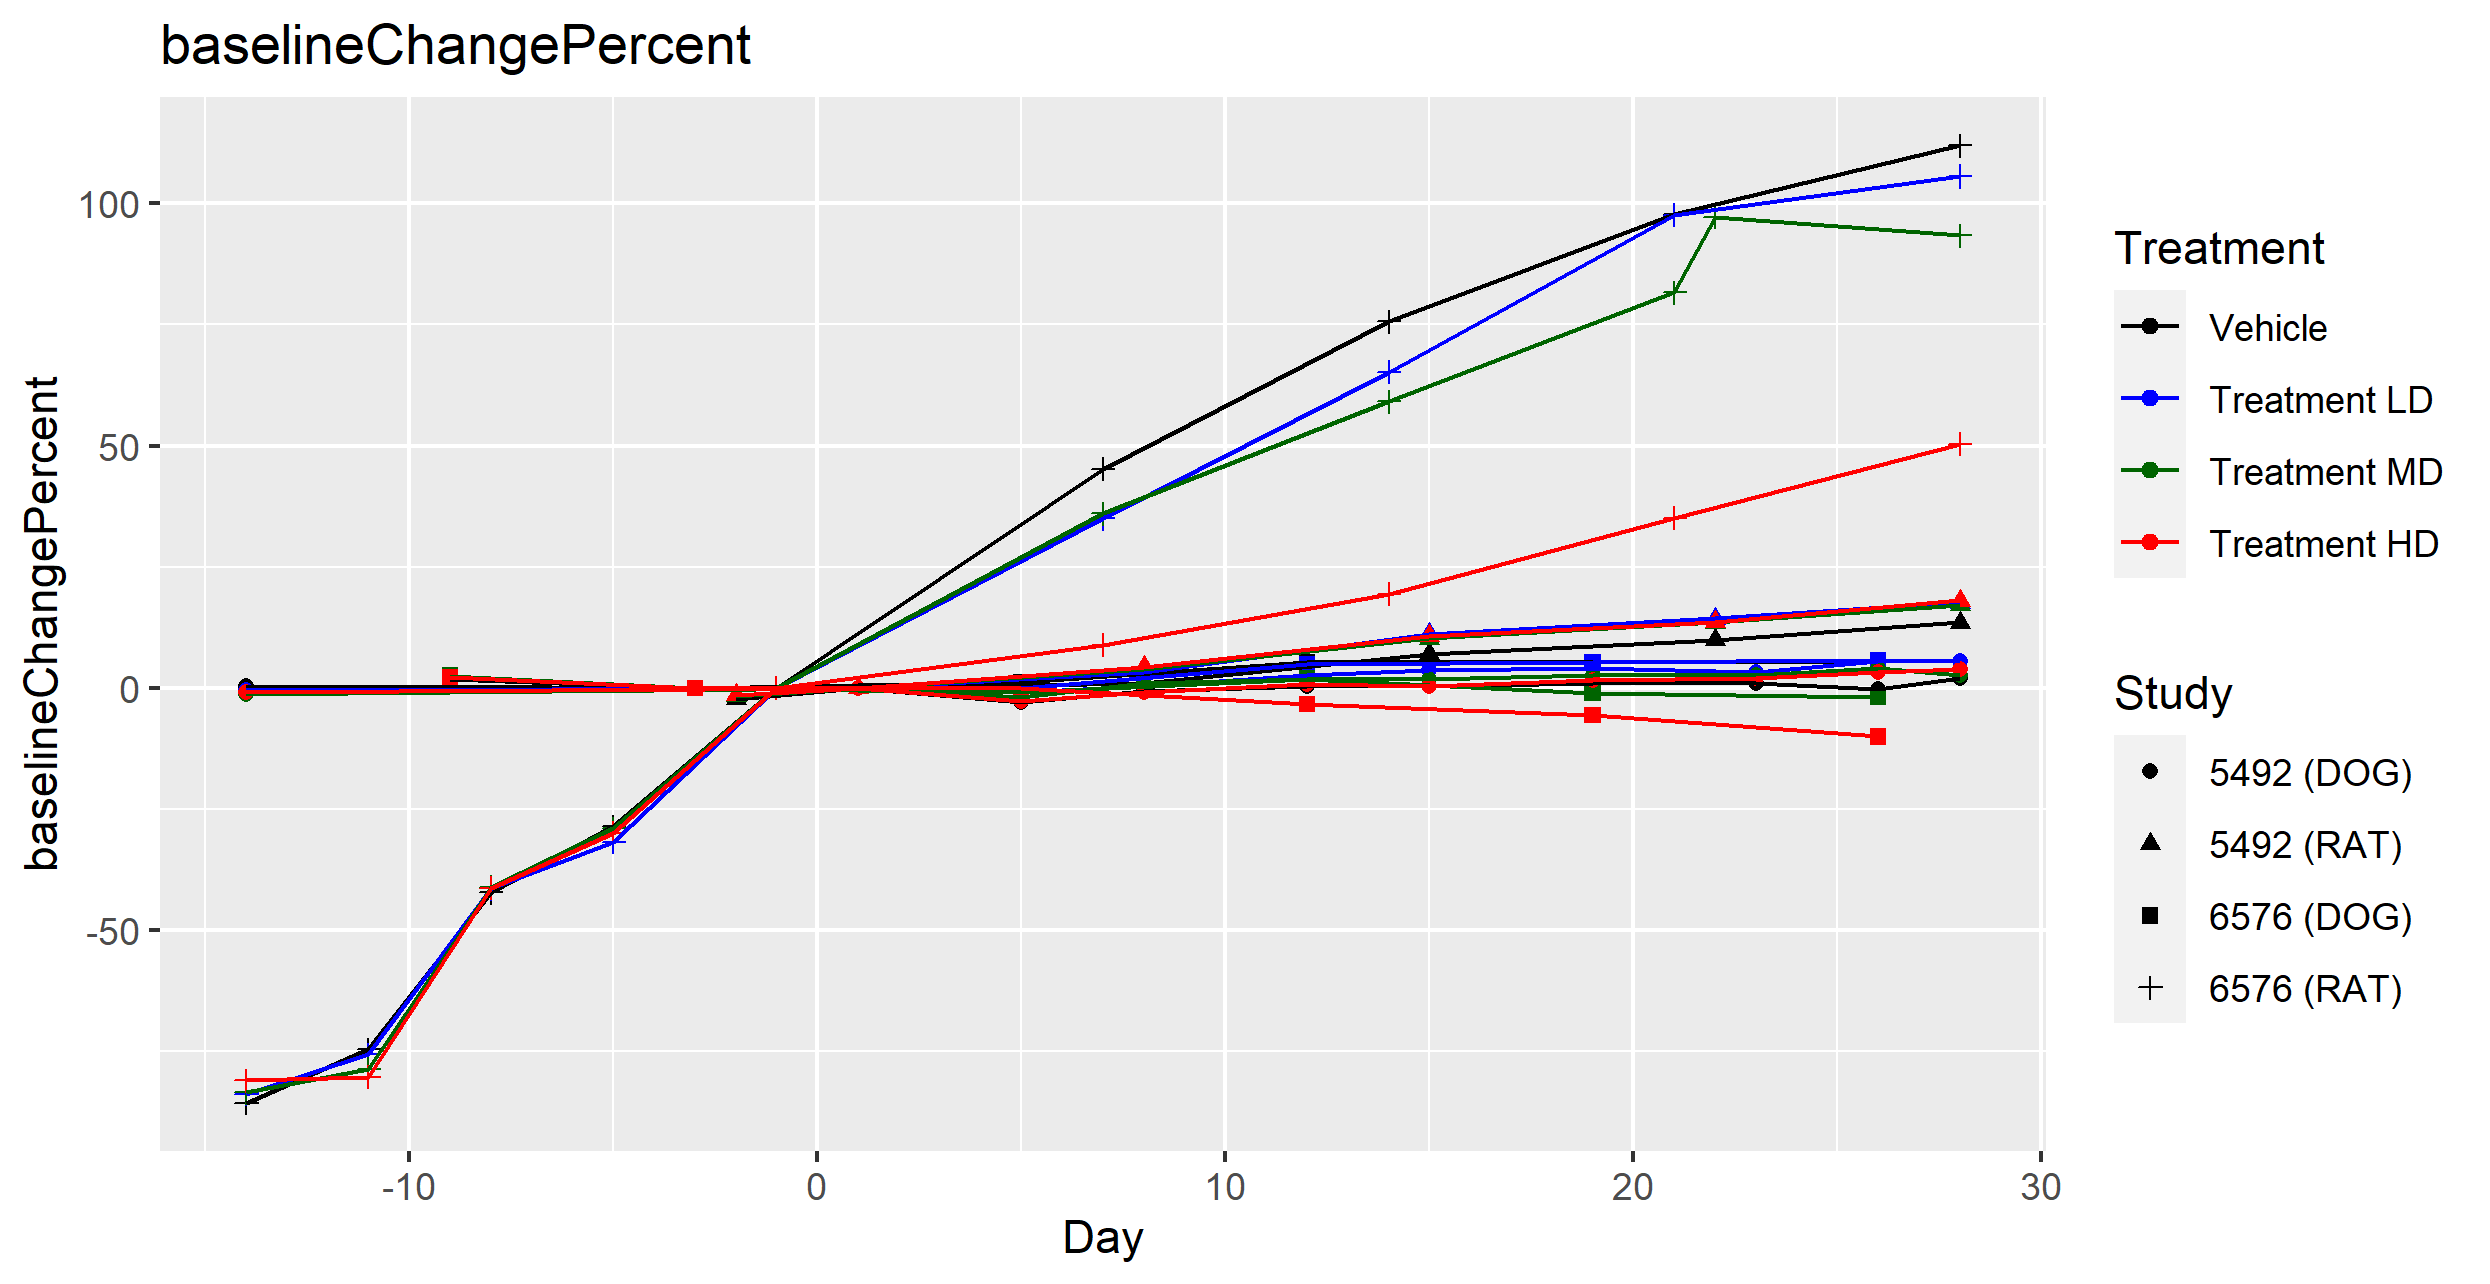 baselineChangePercent
baselineChangePercent
100
50
0
-50
-10
0
10
20
30
Day
Treatment
Vehicle
Treatment LD
Treatment MD
Treatment HD
Study
5492 (DOG)
5492 (RAT)
6576 (DOG)
6576 (RAT)